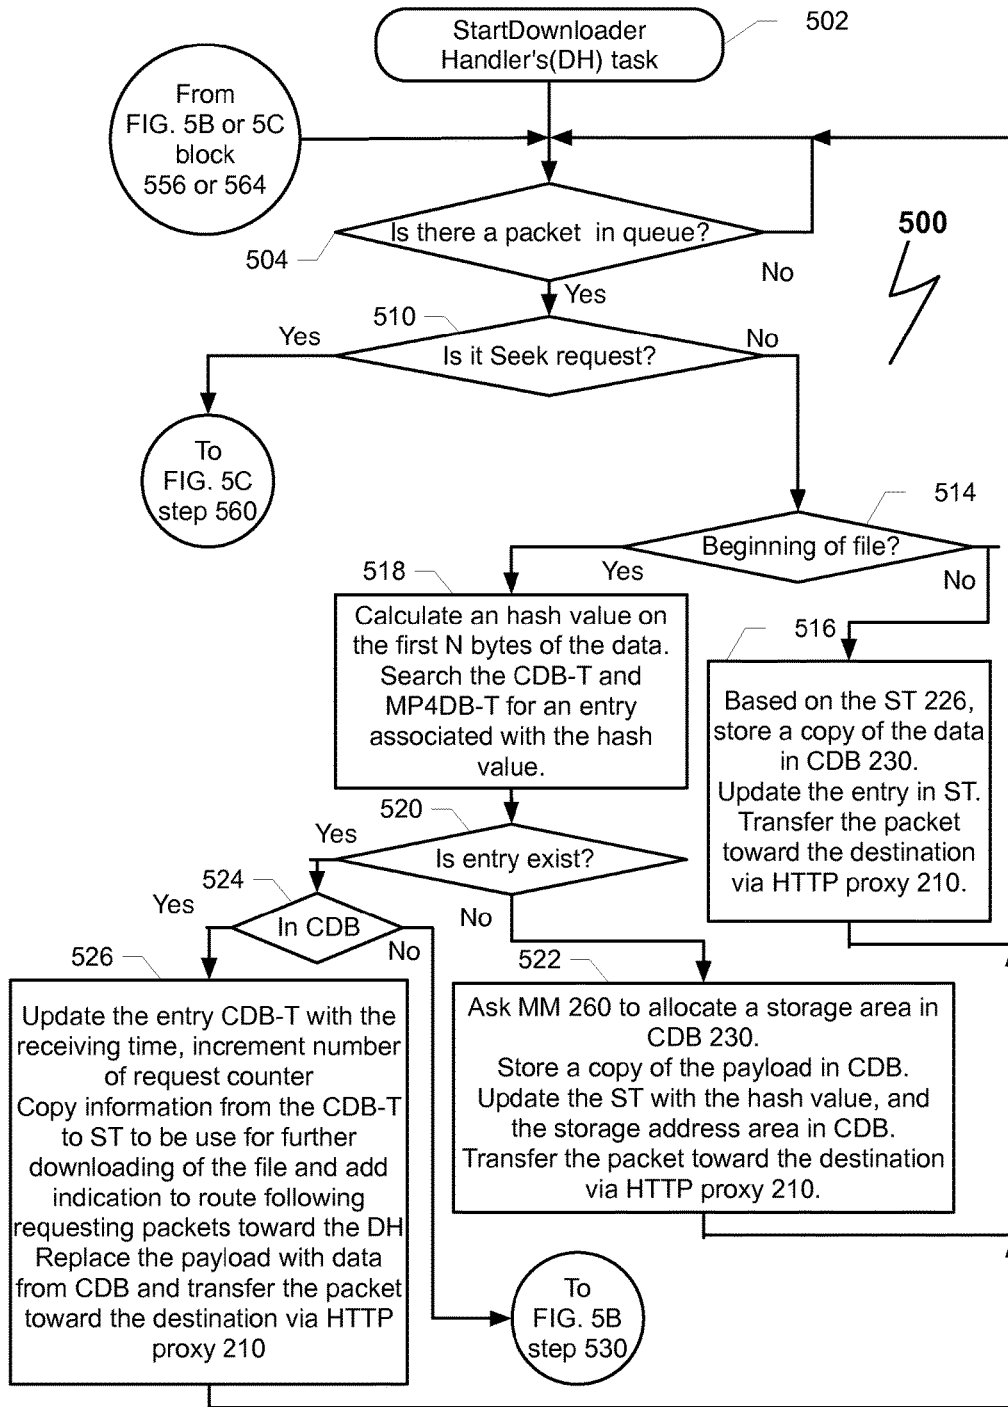 StartDownloader
Handler's(DH) task
502
From
FIG. 5B or 5C
block
556 or 564
Is there a packet in queue?
504
No
Yes
500
510
Yes
No
Is it Seek request?
To
FIG. 5C
step 560
514
Beginning of file?
Yes
No
518
Calculate an hash value on
the first N bytes of the data.
Search the CDB-T and
MP4DB-T for an entry
associated with the hash
value.
516
Based on the ST 226,
store a copy of the data
in CDB 230.
Update the entry in ST.
Transfer the packet
toward the destination
via HTTP proxy 210.
520
Yes
Is entry exist?
No
524
Yes
In CDB
No
526
Update the entry CDB-T with the
receiving time, increment number
of request counter
Copy information from the CDB-T
to ST to be use for further
downloading of the file and add
indication to route following
requesting packets toward the DH
Replace the payload with data
from CDB and transfer the packet
toward the destination via HTTP
proxy 210
522
Ask MM 260 to allocate a storage area in
CDB 230.
Store a copy of the payload in CDB.
Update the ST with the hash value, and
the storage address area in CDB.
Transfer the packet toward the destination
via HTTP proxy 210.
To
FIG. 5B
step 530